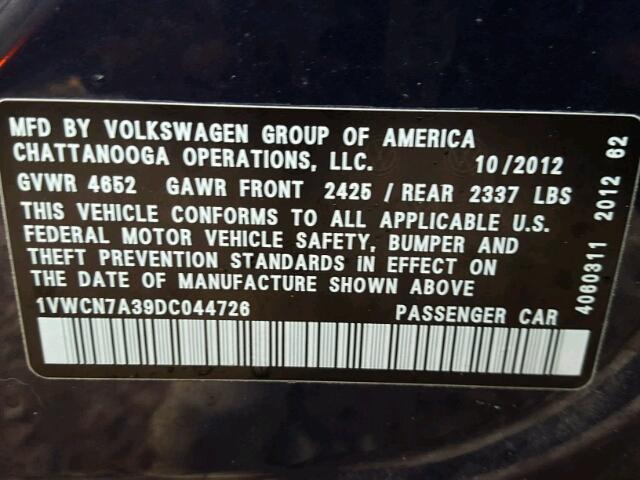 MFD BY VOLKSWAGEN GROUP OF AMERICA
CHATTANOOGA OPERATIONS, LLC. 10/2012
GVWR 4652 GAWR FRONT 2425 / REAR 2337 LBS
THIS VEHICLE CONFORMS TO ALL APPLICABLE U.S.
FEDERAL MOTOR VEHICLE SAFETY, BUMPER AND
THEFT PREVENTION STANDARDS IN EFFECT ON
THE DATE OF MANUFACTURE SHOWN ABOVE
1VWCN7A39DC044726 PASSENGER CAR
4060311 2012 62